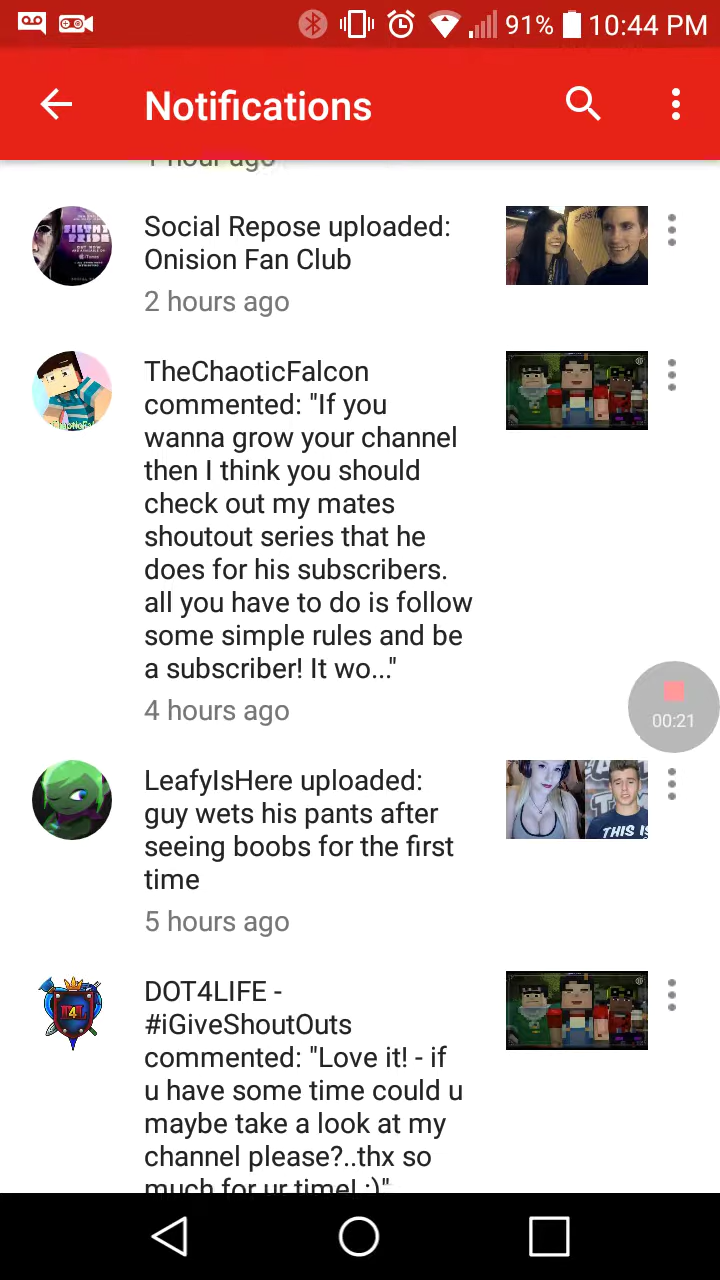 91% 10:44 PM
Notifications
1 hour ago
Social Repose uploaded:
Onision Fan Club
2 hours ago
TheChaoticFalcon
commented: "If you
wanna grow your channel
then I think you should
check out my mates
shoutout series that he
does for his subscribers.
all you have to do is follow
some simple rules and be
a subscriber! It wo..."
4 hours ago
00:21
LeafyIsHere uploaded:
guy wets his pants after
seeing boobs for the first
time
THIS IS
5 hours ago
DOT4LIFE -
#iGiveShoutOuts
commented: "Love it! - if
u have some time could u
maybe take a look at my
channel please?..thx so
much for ur time! :)"